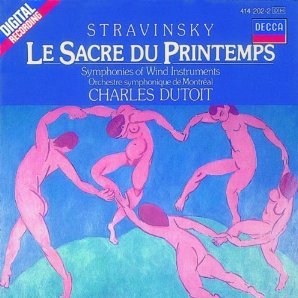 DIGITAL
RECORDING
414 202-2 DH
DECCA
STRAVINSKY
LE SACRE DU PRINTEMPS
Symphonies of Wind Instruments
Orchestre symphonique de Montréal
CHARLES DUTOIT